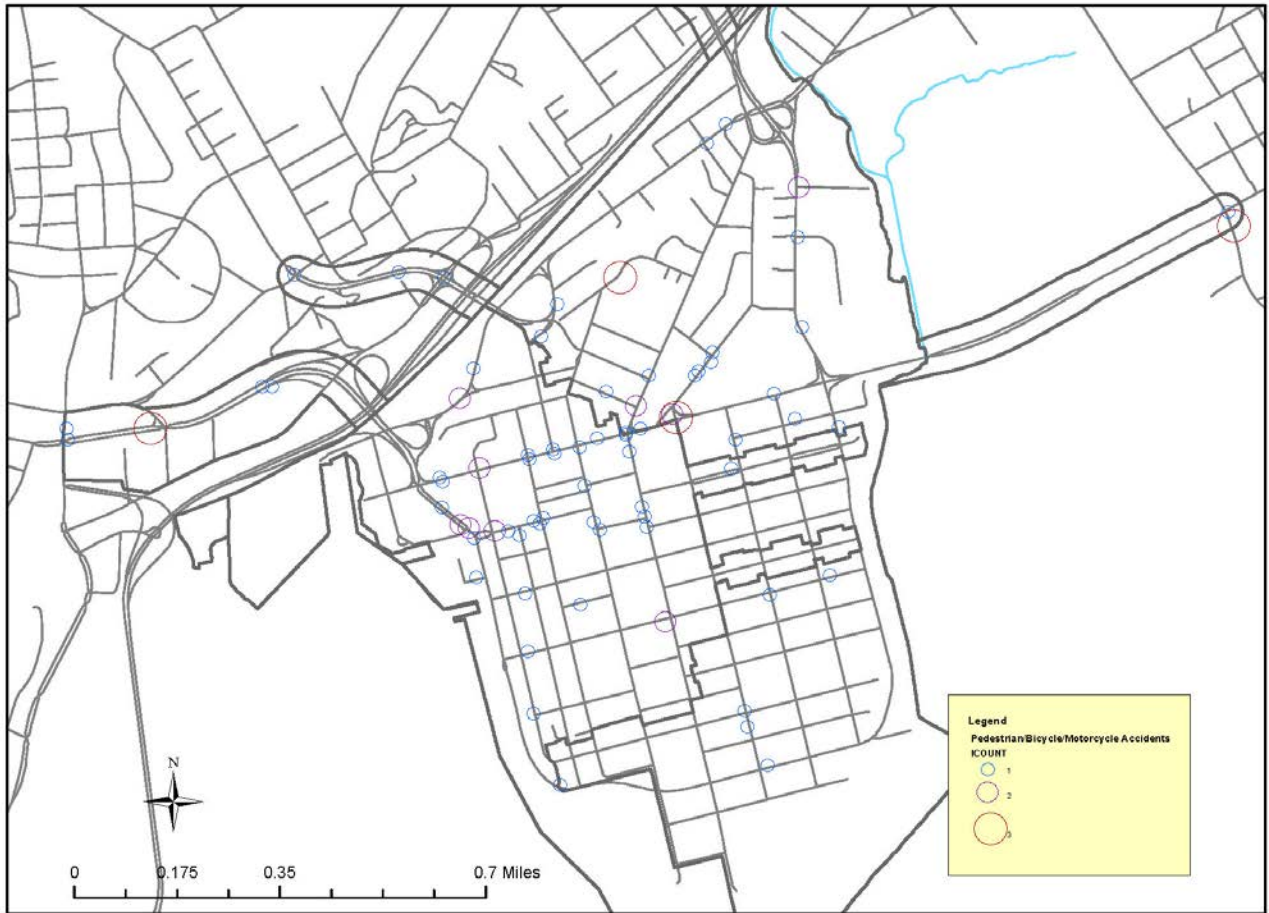 N
0 0.175 0.35 0.7 Miles
Legend
Pedestrian/Bicycle/Motorcycle Accidents
ICOUNT
1
2
3